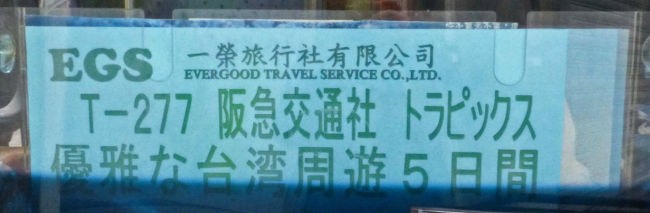 EGS 一榮旅行社有限公司
EVERGOOD TRAVEL SERVICE CO.,LTD.
T-277 阪急交通社 トラピックス
優雅な台湾周遊5日間